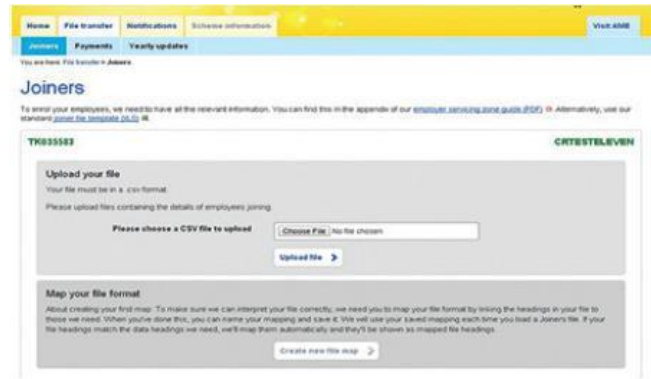 Home File transfer Notifications Scheme information Visit AIMB
Joiners Payments Yearly updates
You are here: File transfer > Joiners
Joiners
To enrol your employees, we need to have all the relevant information. You can find this in the appendix of our employer servicing zone guide (PDF) Alternatively, use our
standard joiner file template (XLS)
TK035583 CRTESTELEVEN
Upload your file
Your file must be in a .csv format.
Please upload files containing the details of employees joining.
Please choose a CSV file to upload Choose File No file chosen
Upload file
Map your file format
About creating your first map: To make sure we can interpret your file correctly, we need you to map your file format by linking the headings in your file to
those we need. When you've done this, you can name your mapping and save it. We will use your saved mapping each time you load a Joiners file. If your
file headings match the data headings we need, we'll map them automatically and they'll be shown as mapped file headings.
Create new file map